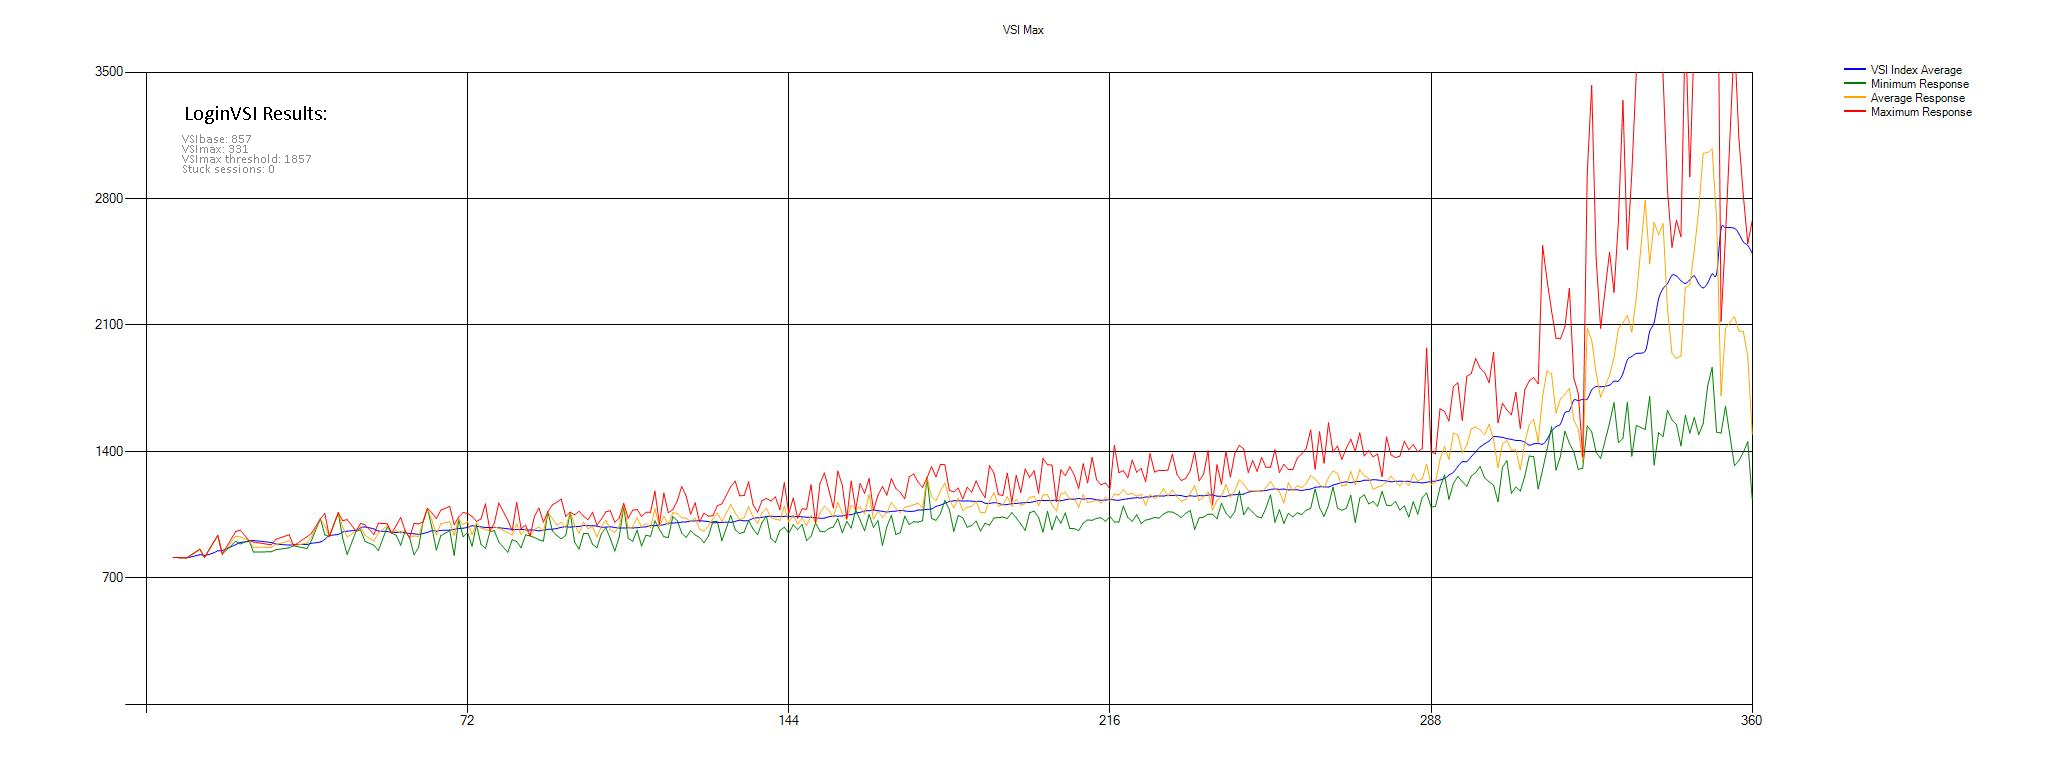 VSI Max
3500
2800
2100
1400
700
72
144
216
288
360
LoginVSI Results:
VSIbase: 857
VSImax: 331
VSImax threshold: 1857
Stuck sessions: 0
VSI Index Average
Minimum Response
Average Response
Maximum Response